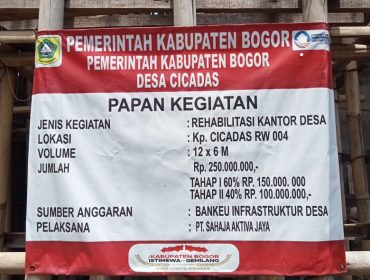 PEMERINTAH KABUPATEN BOGOR
PEMERINTAH KABUPATEN BOGOR
DESA CICADAS
PAPAN KEGIATAN
JENIS KEGIATAN : REHABILITASI KANTOR DESA
LOKASI : Kp. CICADAS RW 004
VOLUME : 12 x 6 M
JUMLAH Rp. 250.000.000,-
TAHAP I 60% RP. 150.000. 000
TAHAP II 40% RP. 100.000.000,-
SUMBER ANGGARAN : BANKEU INFRASTRUKTUR DESA
PELAKSANA : PT. SAHAJA AKTIVA JAYA
KABUPATEN BOGOR
ISTIMEWA GEMILANG